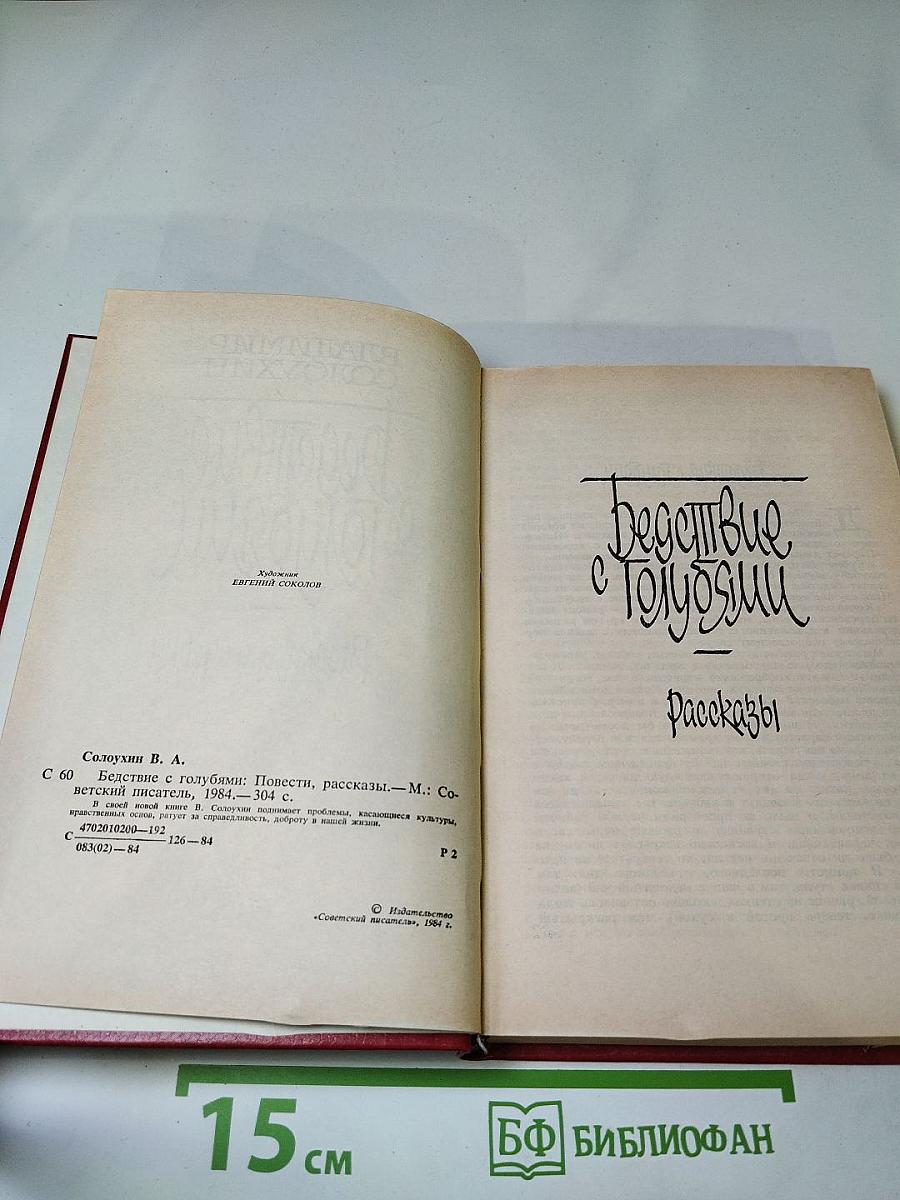 Художник
ЕВГЕНИЙ СОКОЛОВ
Солоухин В. А.
С 60 Бедствие с голубями: Повести, рассказы.— М.: Со-
ветский писатель, 1984.— 304 с.
В своей новой книге В. Солоухин поднимает проблемы, касающиеся культуры,
нравственных основ, ратует за справедливость, доброту в нашей жизни.
4702010200—192
С 126—84
083(02)—84
Р 2
© Издательство
«Советский писатель», 1984 г.
Бедствие
с голубями
Рассказы
15 см
БФ БИБЛИОФАН